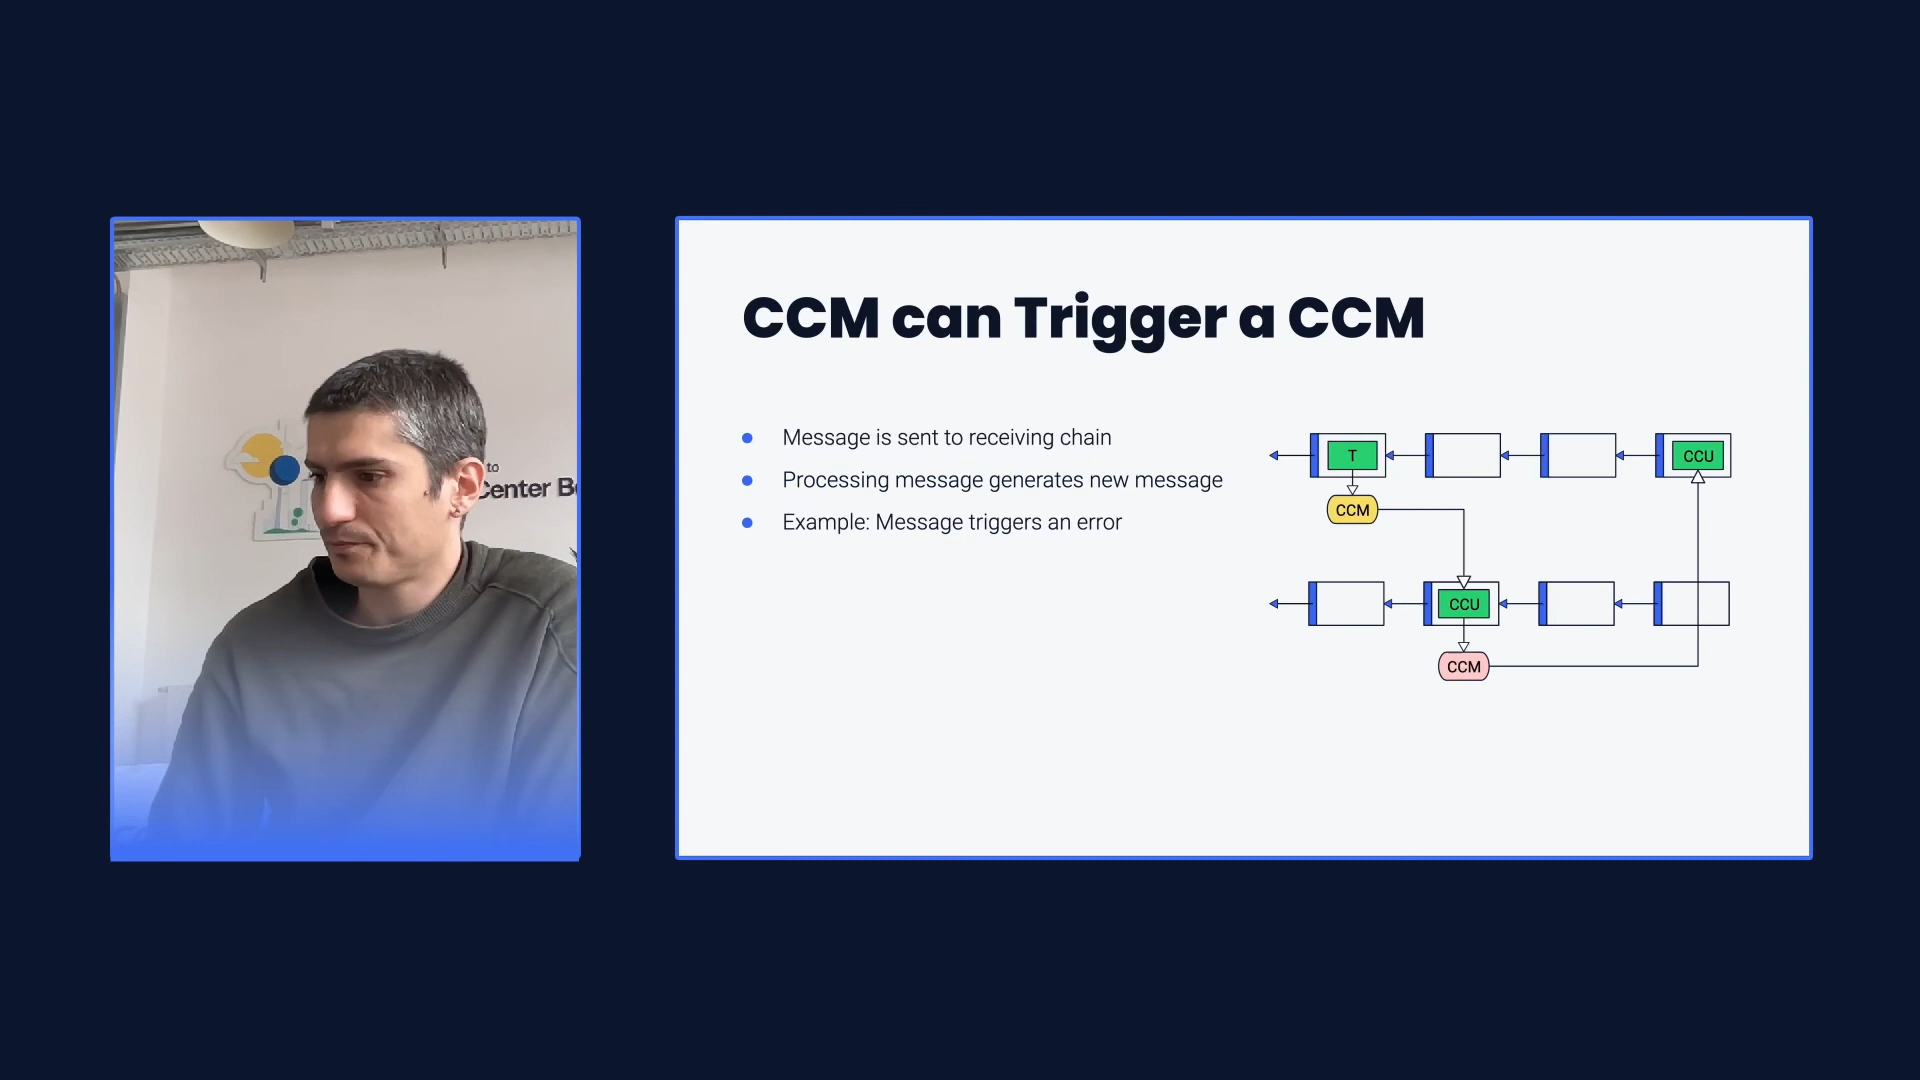 to
Center B
CCM can Trigger a CCM
Message is sent to receiving chain
Processing message generates new message
Example: Message triggers an error
T
CCU
CCM
CCU
CCM